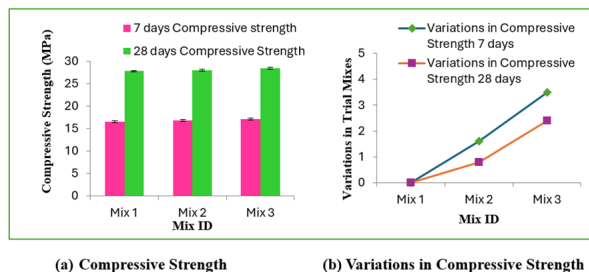 7 days Compressive strength
28 days Compressive Strength
Compressive Strength (MPa)
30
25
20
15
10
5
0
Mix 1 Mix 2 Mix 3
Mix ID
Variations in Compressive
Strength 7 days
Variations in Compressive
Strength 28 days
Variations in Trial Mixes
5
4
3
2
1
0
Mix 1 Mix 2 Mix 3
Mix ID
(a) Compressive Strength
(b) Variations in Compressive Strength